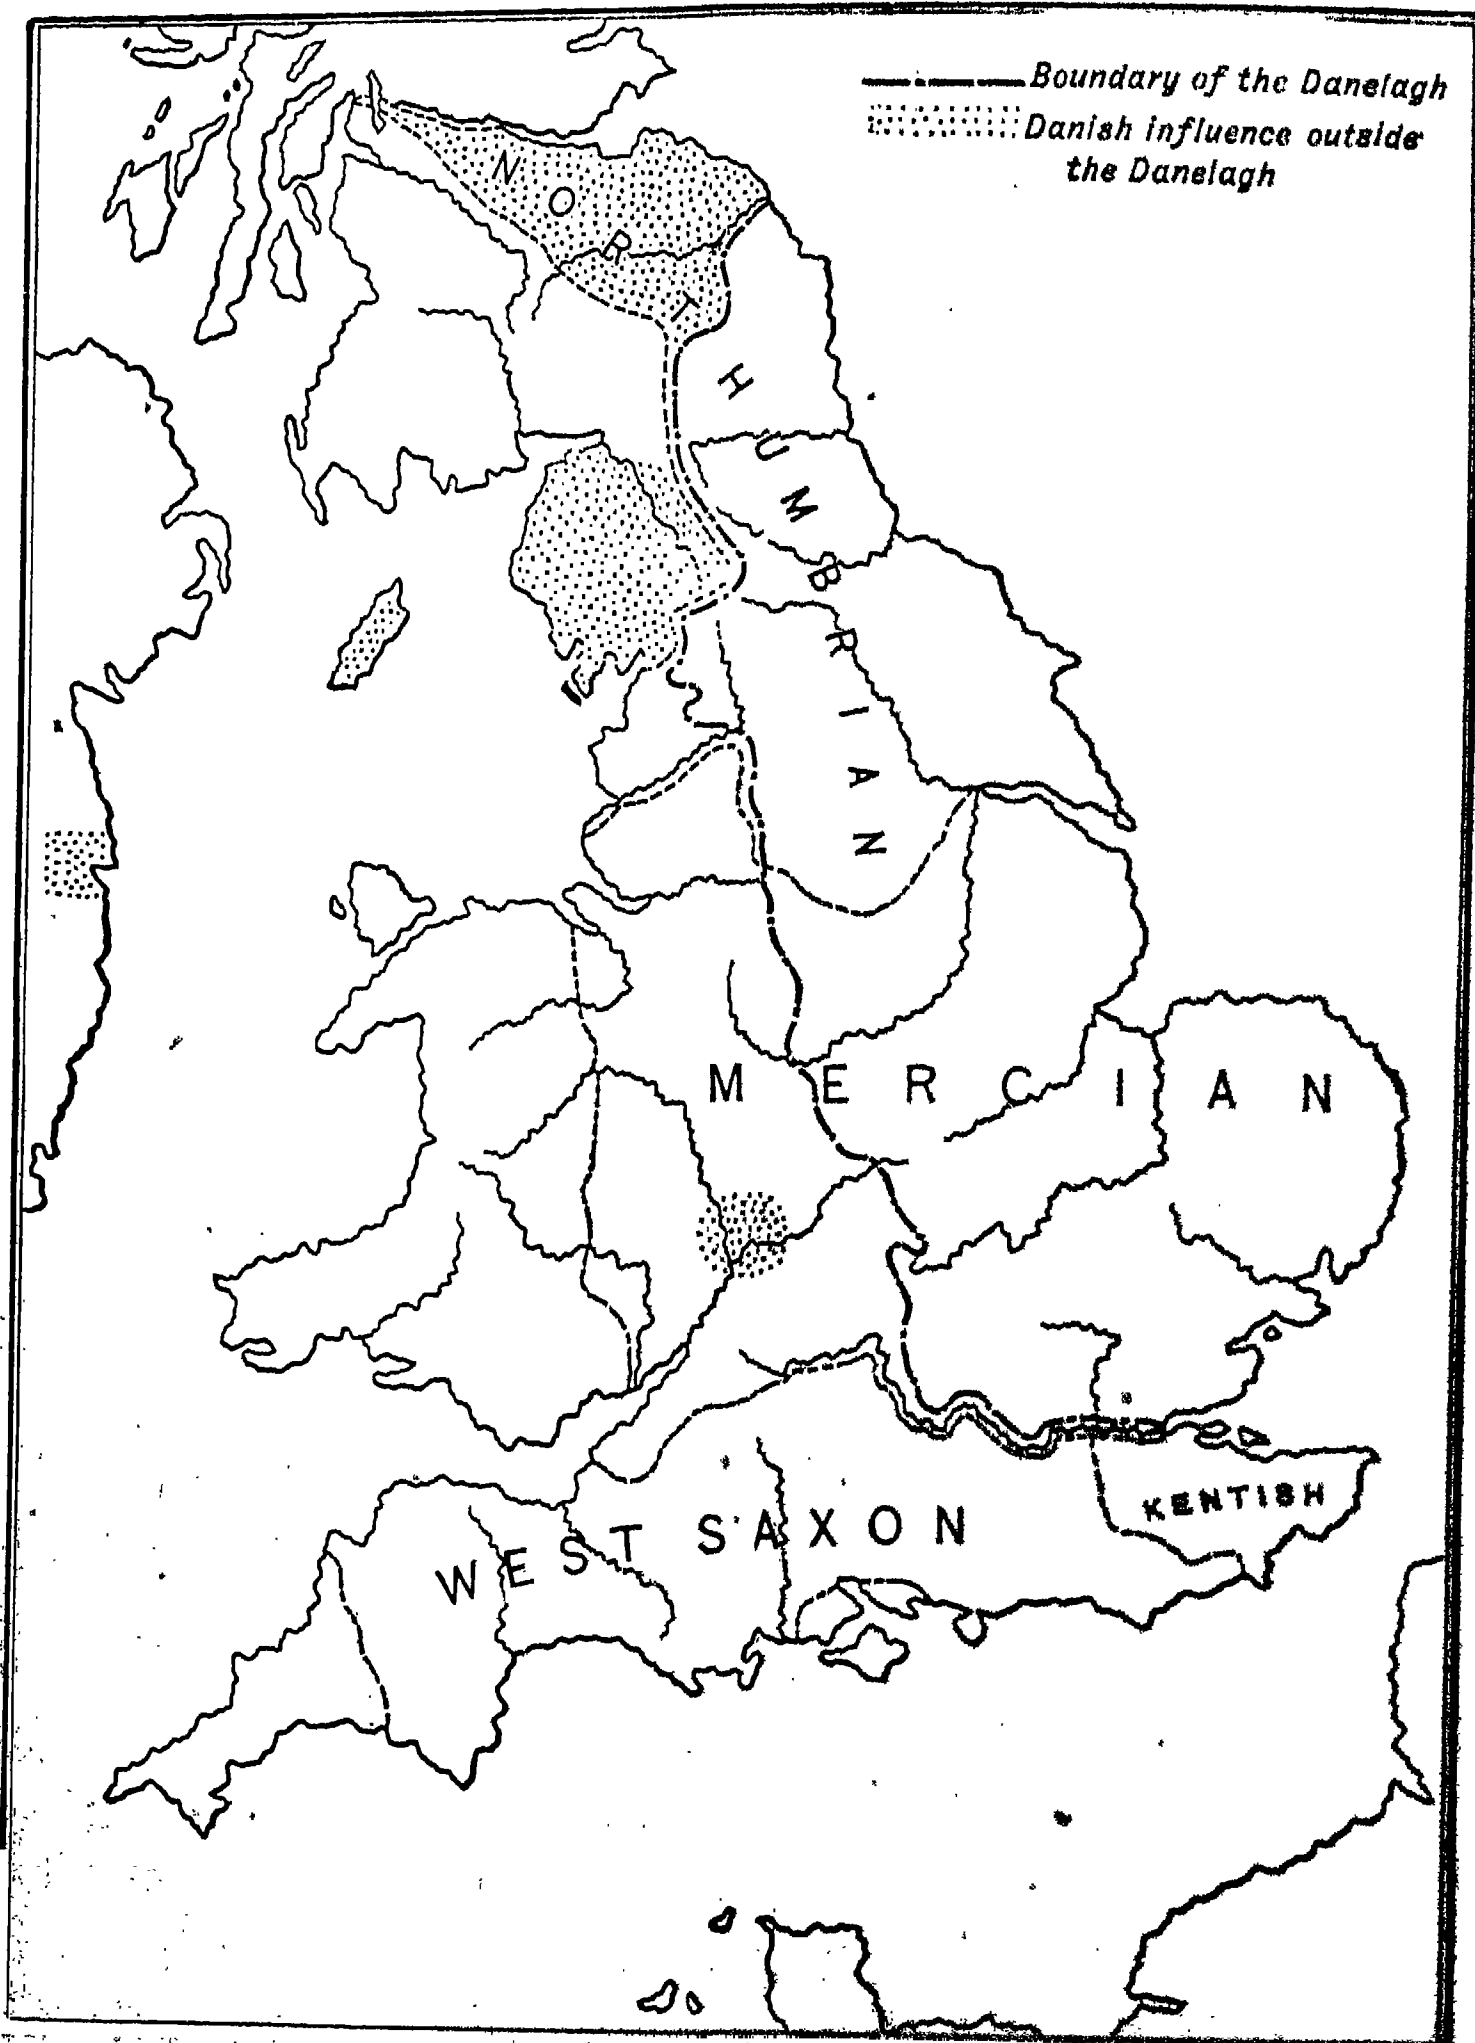 Boundary of the Danelagh
Danish influence outside
the Danelagh
NORTHUMBRIAN
MERCIAN
KENTISH
WEST SAXON